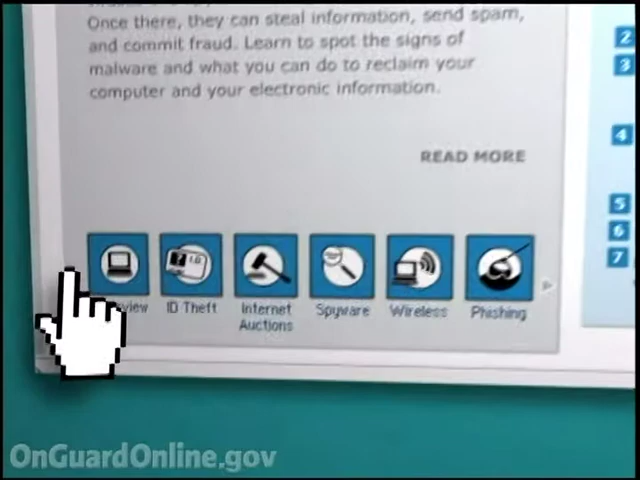 Once there, they can steal information, send spam,
and commit fraud. Learn to spot the signs of
malware and what you can do to reclaim your
computer and your electronic information.
READ MORE
2
3
4
5
6
7
I.D
ID Theft
Internet
Auctions
Spyware
Wireless
Phishing
OnGuardOnline.gov